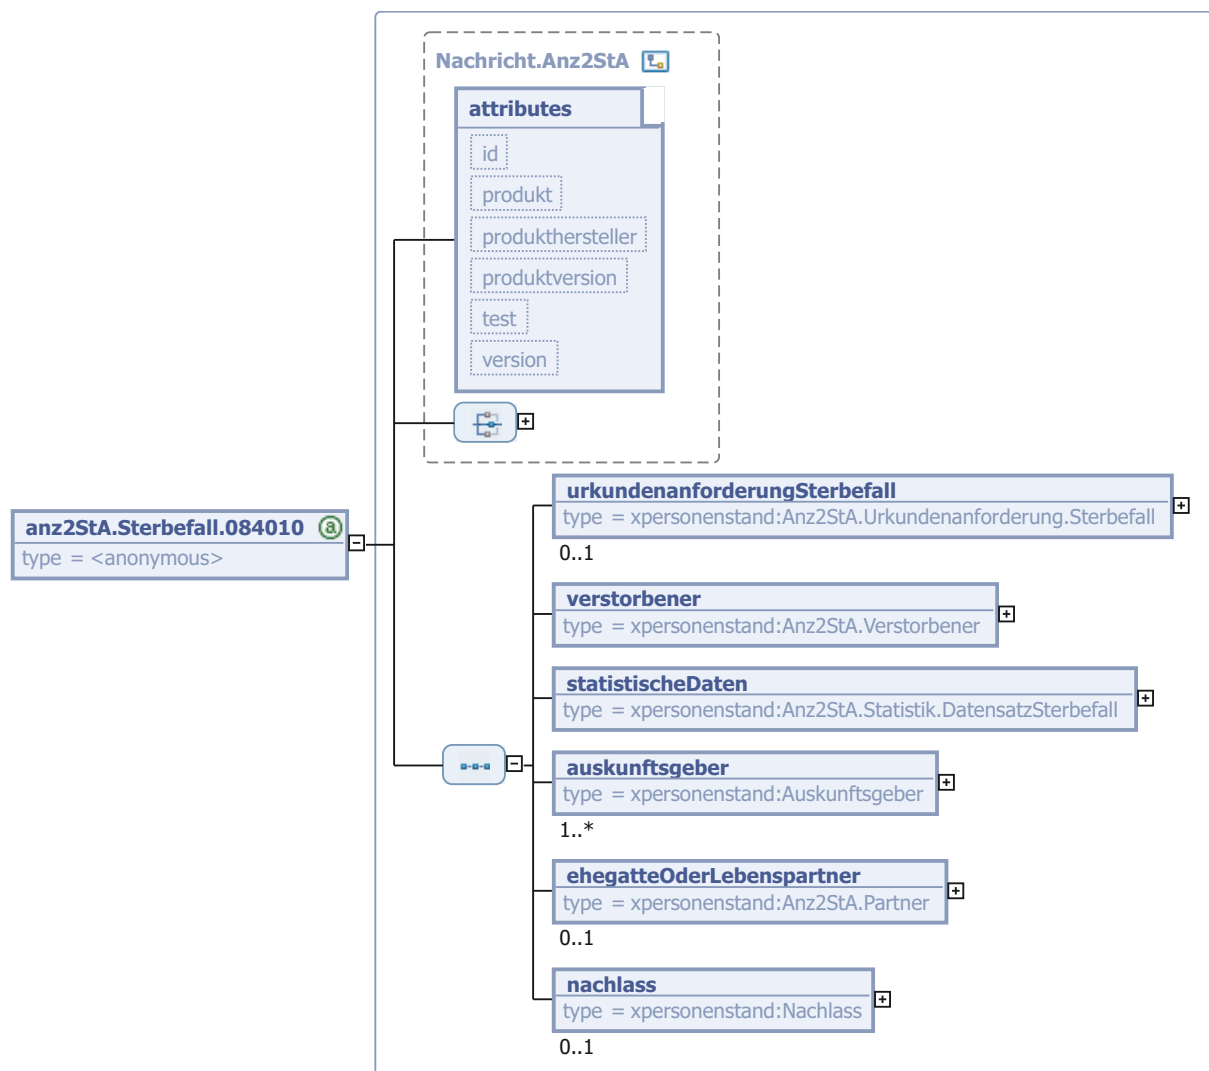 Nachricht.Anz2StA
attributes
id
produkt
produkthersteller
produktversion
test
version
anz2StA.Sterbefall.084010 @
type = <anonymous>
urkundenanforderungSterbefall
type = xpersonenstand:Anz2StA.Urkundenanforderung.Sterbefall
0..1
verstorbener
type = xpersonenstand:Anz2StA.Verstorbener
statistischeDaten
type = xpersonenstand:Anz2StA.Statistik.DatensatzSterbefall
auskunftsgeber
type = xpersonenstand:Auskunftsgeber
1..*
ehegatteOderLebenspartner
type = xpersonenstand:Anz2StA.Partner
0..1
nachlass
type = xpersonenstand:Nachlass
0..1